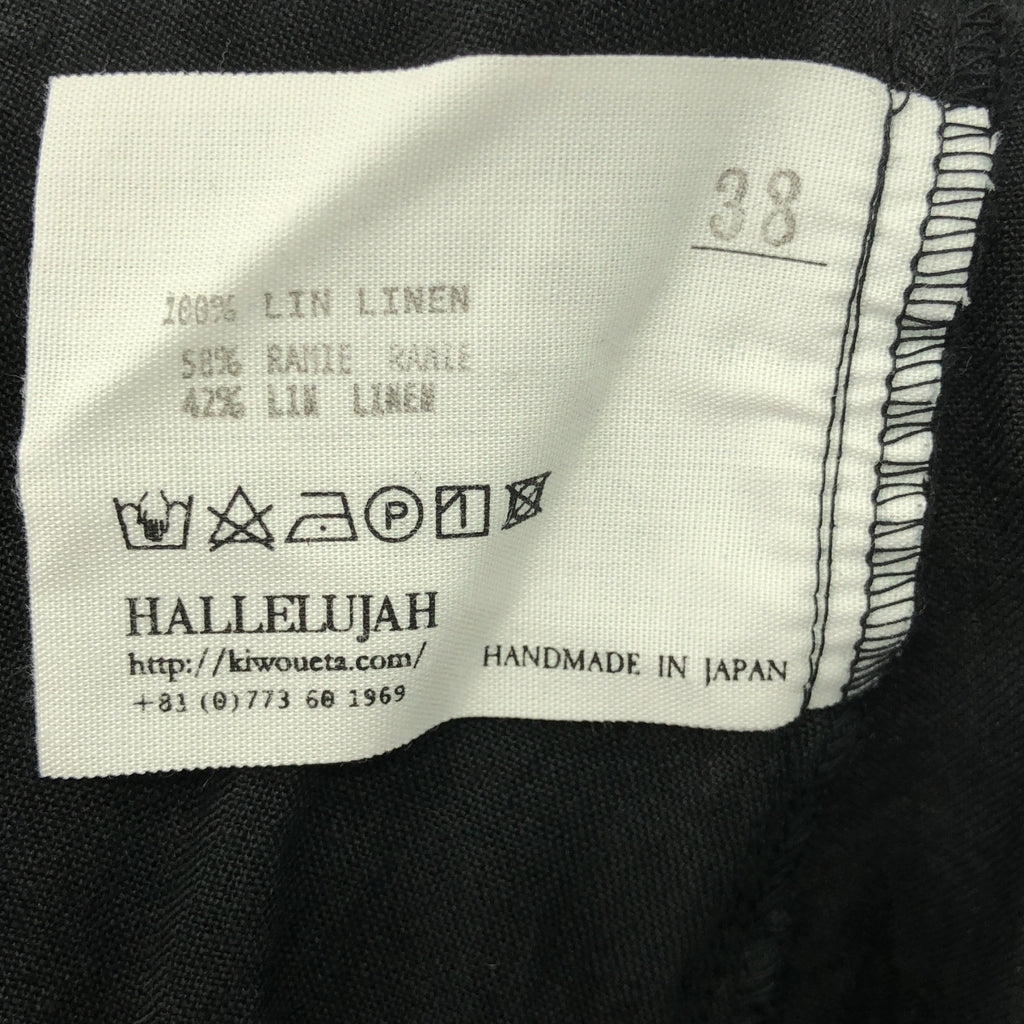 38
100% LIN LINEN
58% RAMIE RAMIE
42% LIN LINEN
P
HALLELUJAH
http://kiwoueta.com/
HANDMADE IN JAPAN
+81 (0)773 60 1969